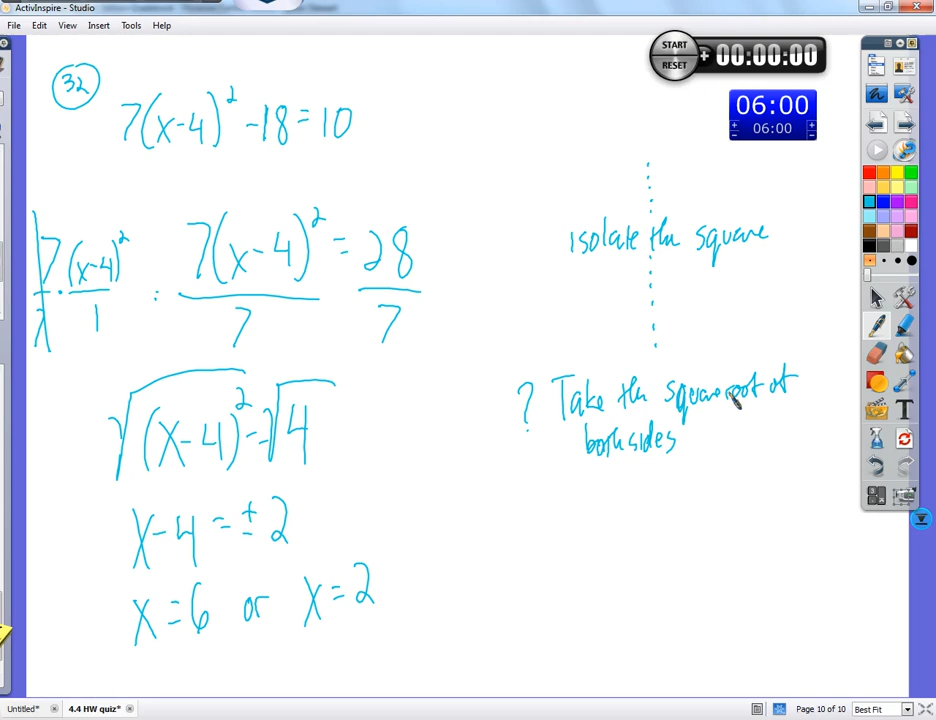 ActivInspire - Studio
File Edit View Insert Tools Help
START
RESET
00:00:00
06:00
06:00
32
7(x-4)² -18 = 10
7/7 · (x-4)²/1 : 7(x-4)²/7 = 28/7
isolate the square
√(x-4)² = √4
? Take the square root of
both sides
x-4 = ± 2
x = 6 or x = 2
Untitled* 4.4 HW quiz* Page 10 of 10 Best Fit